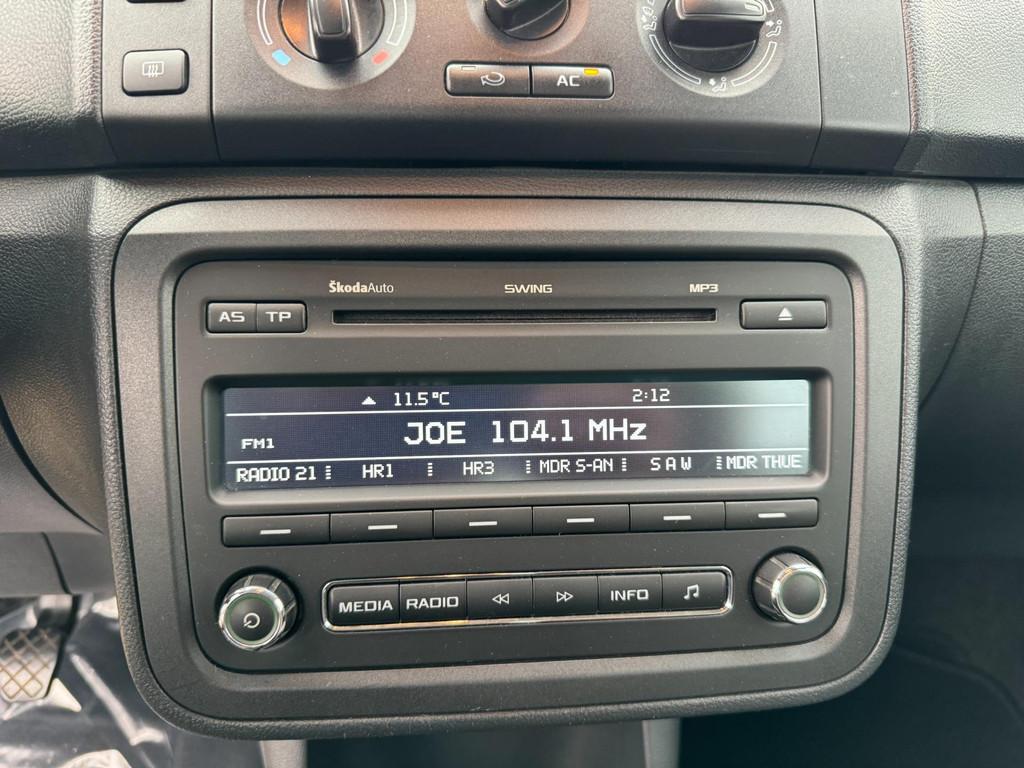 AC
ŠkodaAuto SWING MP3
AS TP
11.5°C 2:12
FM1 JOE 104.1 MHz
RADIO 21 HR1 HR3 MDR S-AN SAW MDR THUE
MEDIA RADIO INFO